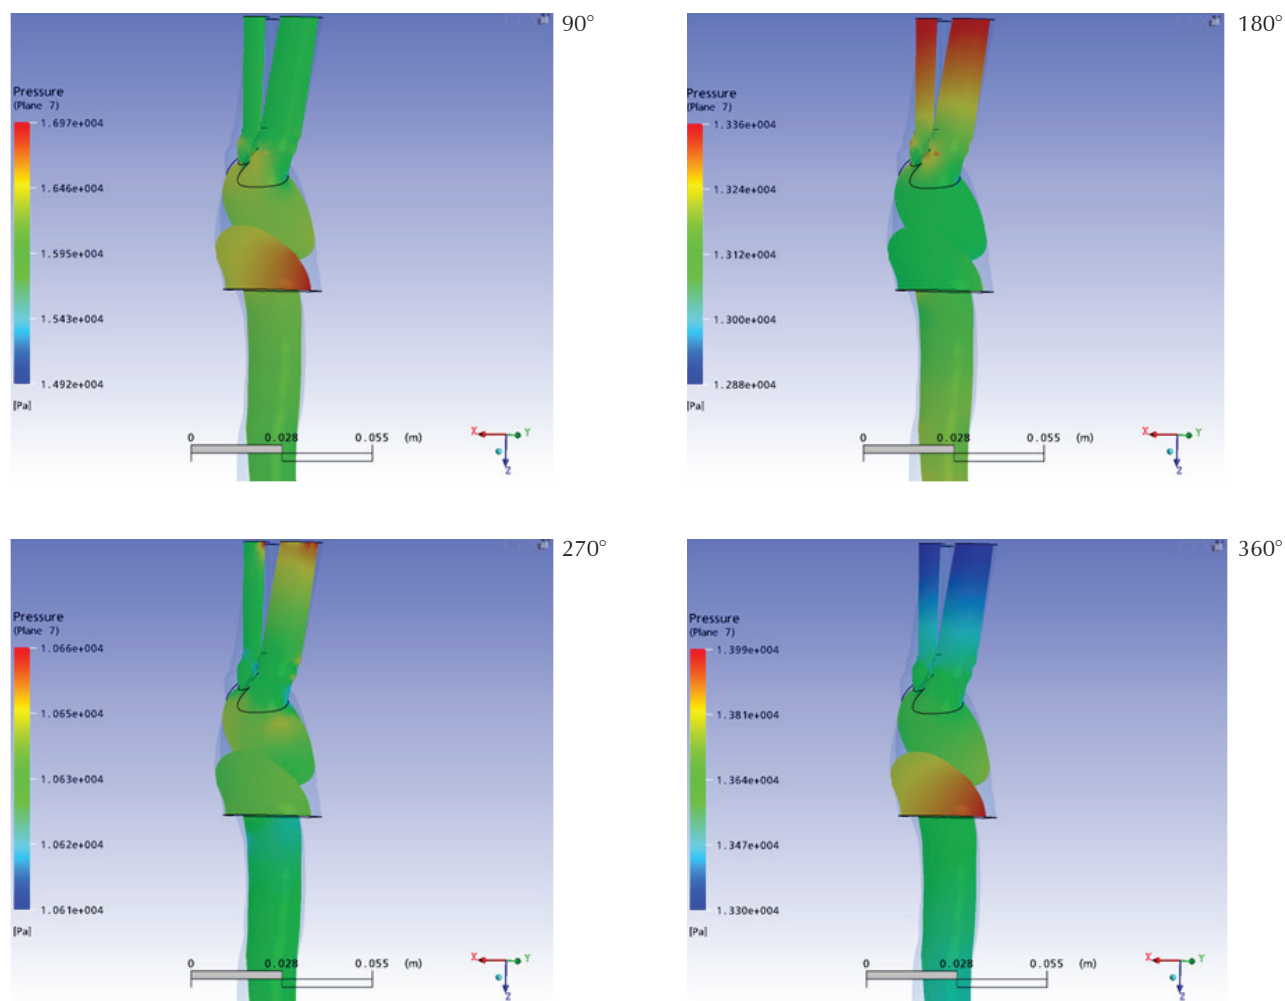 90°
Pressure
(Plane 7)
1.697e+004
1.646e+004
1.595e+004
1.543e+004
1.492e+004
[Pa]
0 0.028 0.055 (m)
X Y
Z
180°
Pressure
(Plane 7)
1.336e+004
1.324e+004
1.312e+004
1.300e+004
1.288e+004
[Pa]
0 0.028 0.055 (m)
X Y
Z
270°
Pressure
(Plane 7)
1.066e+004
1.065e+004
1.063e+004
1.062e+004
1.061e+004
[Pa]
0 0.028 0.055 (m)
X Y
Z
360°
Pressure
(Plane 7)
1.399e+004
1.381e+004
1.364e+004
1.347e+004
1.330e+004
[Pa]
0 0.028 0.055 (m)
X Y
Z